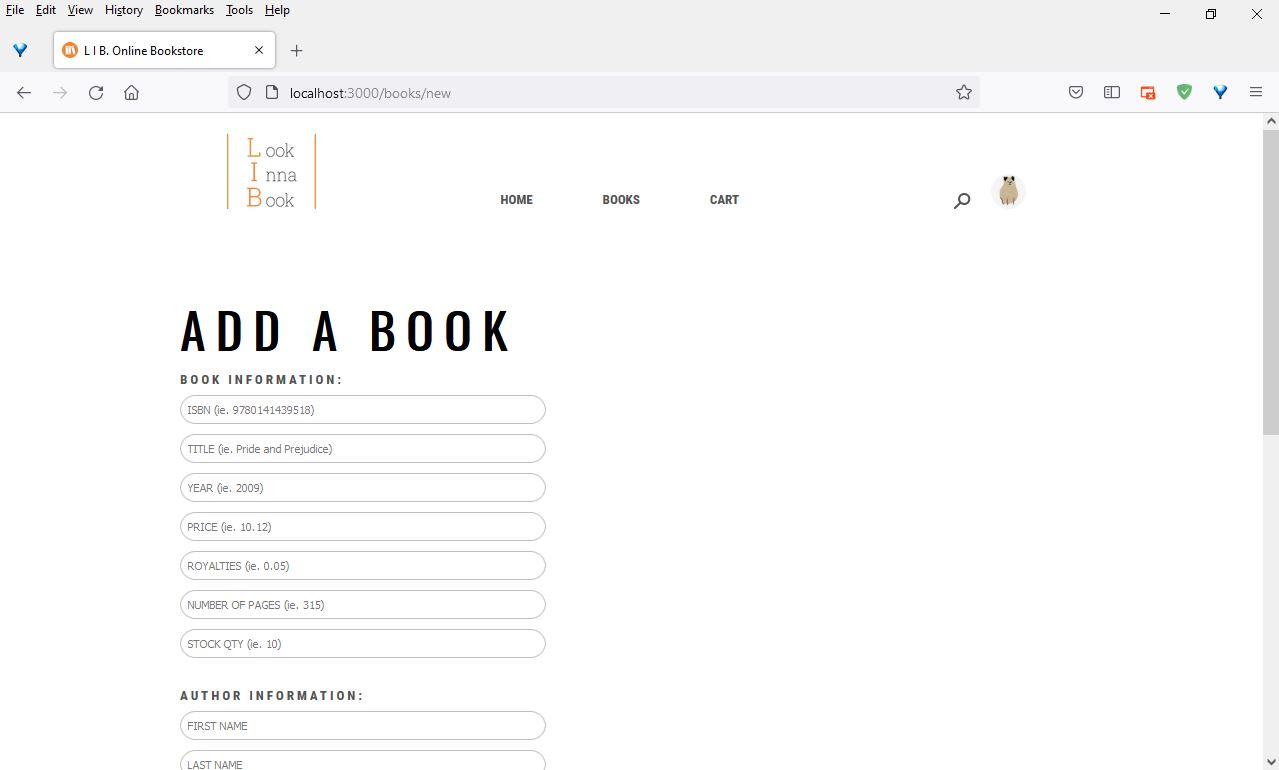 File Edit View History Bookmarks Tools Help
L I B. Online Bookstore
localhost:3000/books/new
Look
Inna
Book
HOME BOOKS CART
ADD A BOOK
BOOK INFORMATION:
ISBN (ie. 9780141439518)
TITLE (ie. Pride and Prejudice)
YEAR (ie. 2009)
PRICE (ie. 10.12)
ROYALTIES (ie. 0.05)
NUMBER OF PAGES (ie. 315)
STOCK QTY (ie. 10)
AUTHOR INFORMATION:
FIRST NAME
LAST NAME